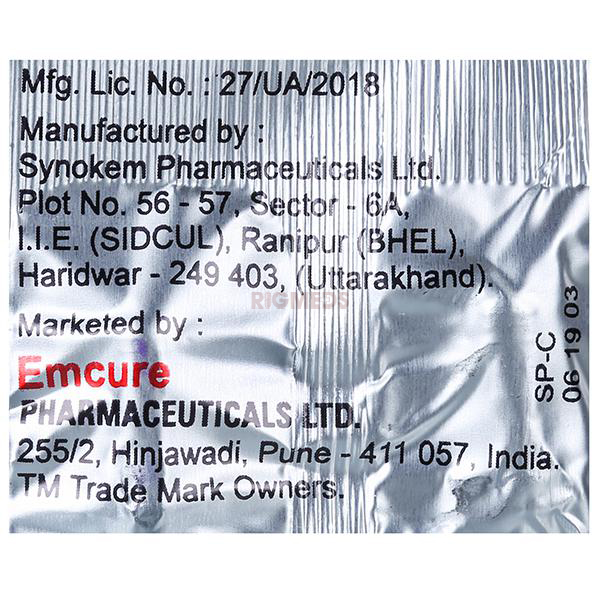 Mfg. Lic. No. : 27/UA/2018
Manufactured by :
Synokem Pharmaceuticals Ltd.
Plot No. 56 - 57, Sector - 6A,
I.I.E. (SIDCUL), Ranipur (BHEL),
Haridwar - 249 403, (Uttarakhand).
RIGMEDS
Marketed by :
Emcure
PHARMACEUTICALS LTD.
255/2, Hinjawadi, Pune - 411 057, India.
TM Trade Mark Owners.
SP-C
06 19 03